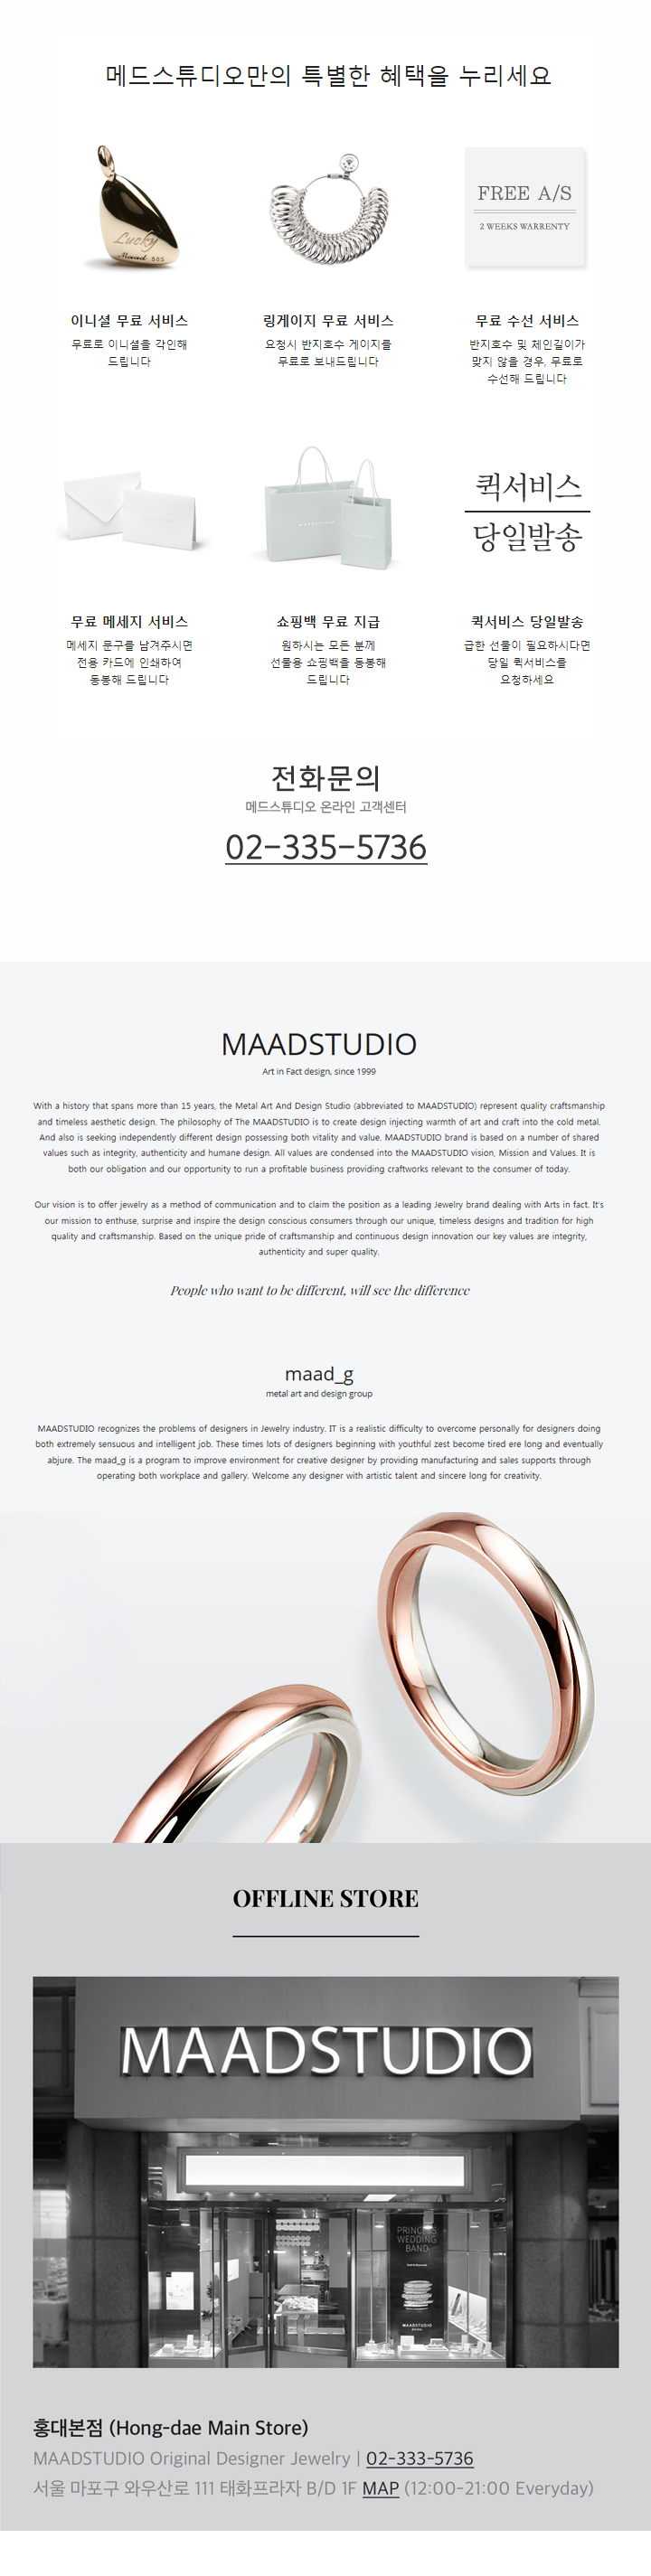 메드스튜디오만의 특별한 혜택을 누리세요
Lucky
Maad 585
FREE A/S
2 WEEKS WARRENTY
이니셜 무료 서비스
무료로 이니셜을 각인해
드립니다
링게이지 무료 서비스
요청시 반지호수 게이지를
무료로 보내드립니다
무료 수선 서비스
반지호수 및 체인길이가
맞지 않을 경우, 무료로
수선해 드립니다
MAADSTUDIO
퀵서비스
당일발송
무료 메세지 서비스
메세지 문구를 남겨주시면
전용 카드에 인쇄하여
동봉해 드립니다
쇼핑백 무료 지급
원하시는 모든 분께
선물용 쇼핑백을 동봉해
드립니다
퀵서비스 당일발송
급한 선물이 필요하시다면
당일 퀵서비스를
요청하세요
전화문의
메드스튜디오 온라인 고객센터
02-335-5736
MAADSTUDIO
Art in Fact design, since 1999
With a history that spans more than 15 years, the Metal Art And Design Studio (abbreviated to MAADSTUDIO) represent quality craftsmanship
and timeless aesthetic design. The philosophy of The MAADSTUDIO is to create design injecting warmth of art and craft into the cold metal.
And also is seeking independently different design possessing both vitality and value. MAADSTUDIO brand is based on a number of shared
values such as integrity, authenticity and humane design. All values are condensed into the MAADSTUDIO vision, Mission and Values. It is
both our obligation and our opportunity to run a profitable business providing craftworks relevant to the consumer of today.
Our vision is to offer jewelry as a method of communication and to claim the position as a leading Jewelry brand dealing with Arts in fact. It's
our mission to enthuse, surprise and inspire the design conscious consumers through our unique, timeless designs and tradition for high
quality and craftsmanship. Based on the unique pride of craftsmanship and continuous design innovation our key values are integrity,
authenticity and super quality.
People who want to be different, will see the difference
maad_g
metal art and design group
MAADSTUDIO recognizes the problems of designers in Jewelry industry. IT is a realistic difficulty to overcome personally for designers doing
both extremely sensuous and intelligent job. These times lots of designers beginning with youthful zest become tired ere long and eventually
abjure. The maad_g is a program to improve environment for creative designer by providing manufacturing and sales supports through
operating both workplace and gallery. Welcome any designer with artistic talent and sincere long for creativity.
OFFLINE STORE
MAADSTUDIO
PRINCESS
WEDDING
BAND
MAADSTUDIO
홍대본점 (Hong-dae Main Store)
MAADSTUDIO Original Designer Jewelry | 02-333-5736
서울 마포구 와우산로 111 태화프라자 B/D 1F MAP (12:00-21:00 Everyday)